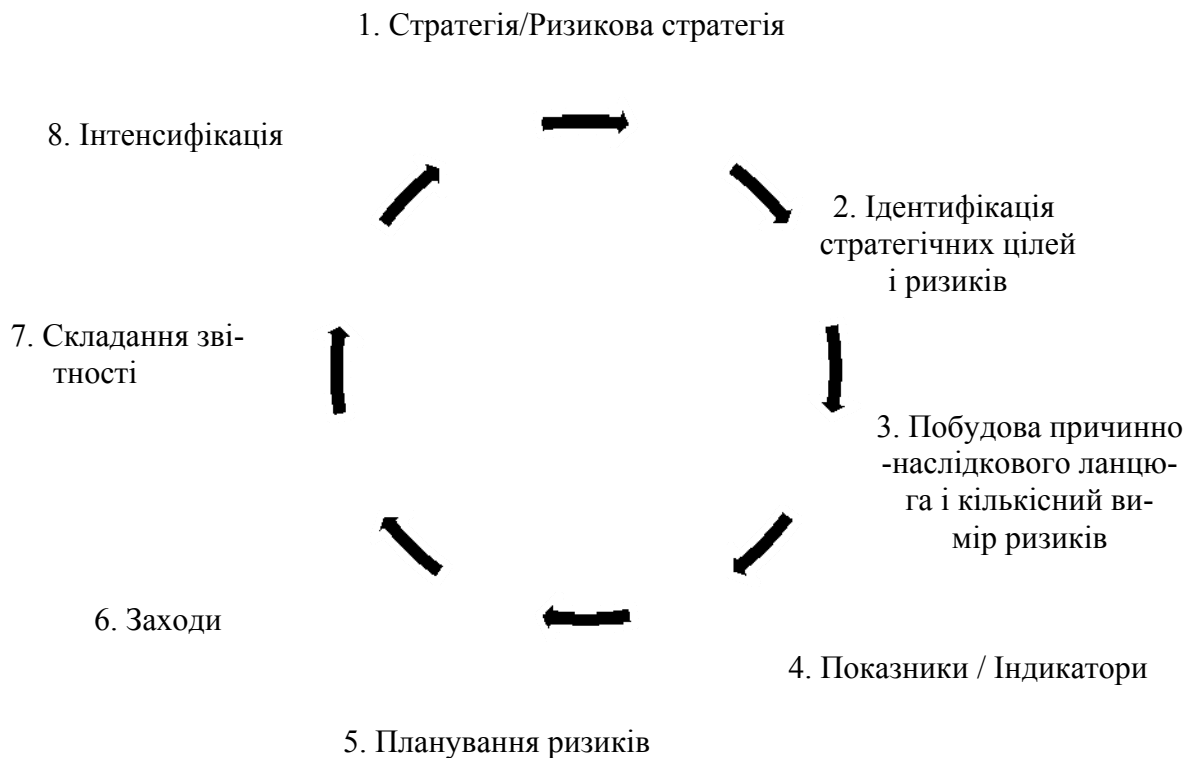 1. Стратегія/Ризикова стратегія
2. Ідентифікація
стратегічних цілей
і ризиків
3. Побудова причинно
-наслідкового ланцю-
га і кількісний ви-
мір ризиків
4. Показники / Індикатори
5. Планування ризиків
6. Заходи
7. Складання зві-
тності
8. Інтенсифікація